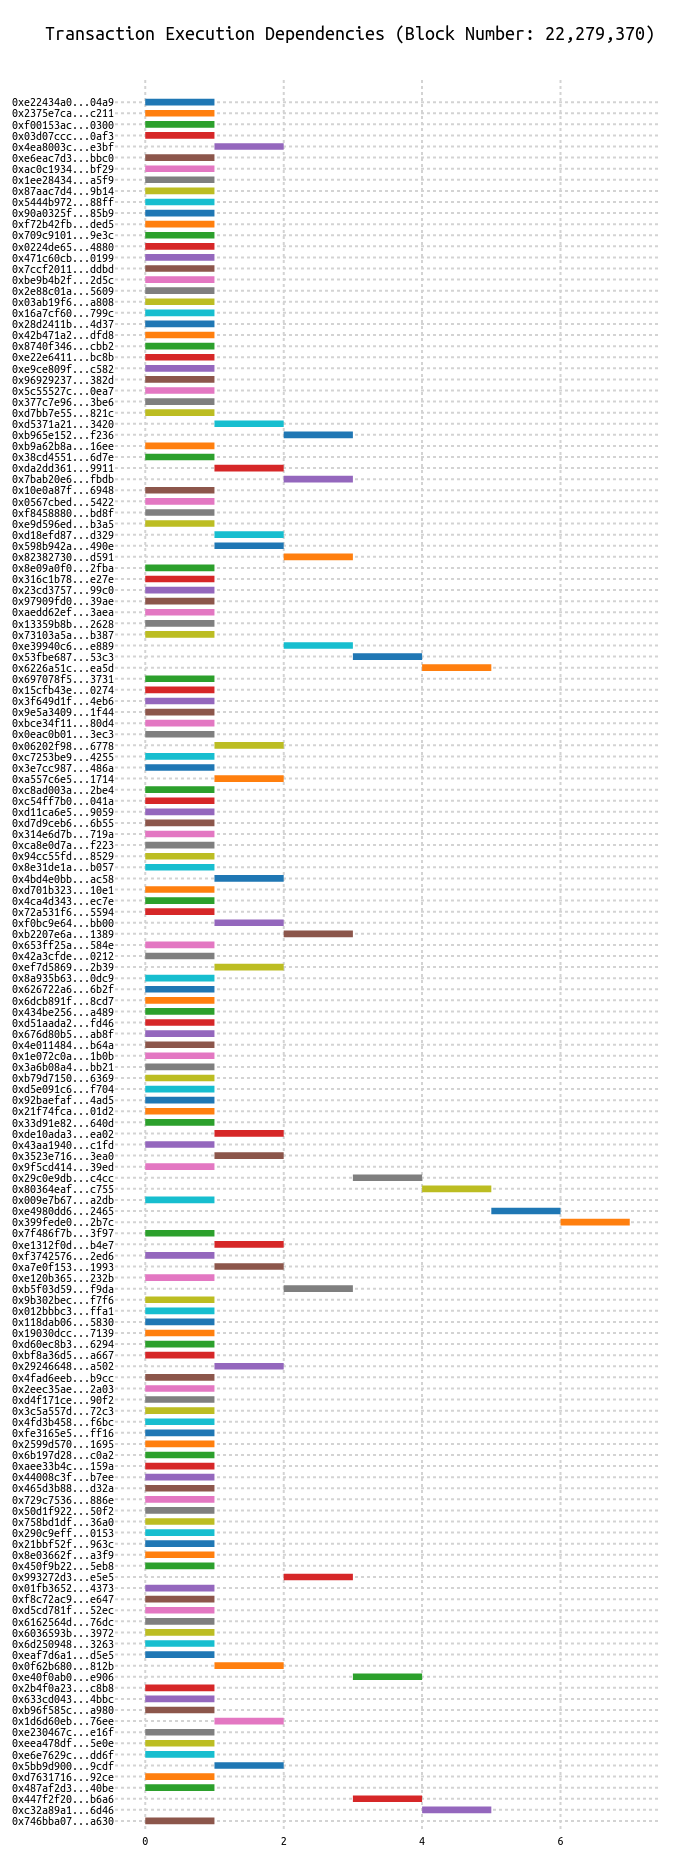 Transaction Execution Dependencies (Block Number: 22,279,370)
0xe22434a0...04a9
0x2375e7ca...c211
0xf00153ac...0300
0x03d07ccc...0af3
0x4ea8003c...e3bf
0xe6eac7d3...bbc0
0xac0c1934...bf29
0x1ee28434...a5f9
0x87aac7d4...9b14
0x5444b972...88ff
0x90a0325f...85b9
0xf72b42fb...ded5
0x709c9101...9e3c
0x0224de65...4880
0x471c60cb...0199
0x7ccf2011...ddbd
0xbe9b4b2f...2d5c
0x2e88c01a...5609
0x03ab19f6...a808
0x16a7cf60...799c
0x28d2411b...4d37
0x42b471a2...dfd8
0x8740f346...cbb2
0xe22e6411...bc8b
0xe9ce809f...c582
0x96929237...382d
0x5c55527c...0ea7
0x377c7e96...3be6
0xd7bb7e55...821c
0xd5371a21...3420
0xb965e152...f236
0xb9a62b8a...16ee
0x38cd4551...6d7e
0xda2dd361...9911
0x7bab20e6...fbdb
0x10e0a87f...6948
0x0567cbed...5422
0xf8458880...bd8f
0xe9d596ed...b3a5
0xd18efd87...d329
0x598b942a...490e
0x82382730...d591
0x8e09a0f0...2fba
0x316c1b78...e27e
0x23cd3757...99c0
0x97909fd0...39ae
0xaedd62ef...3aea
0x13359b8b...2628
0x73103a5a...b387
0xe39940c6...e889
0x53fbe687...53c3
0x6226a51c...ea5d
0x697078f5...3731
0x15cfb43e...0274
0x3f649d1f...4eb6
0x9e5a3409...1f44
0xbce34f11...80d4
0x0eac0b01...3ec3
0x06202f98...6778
0xc7253be9...4255
0x3e7cc987...486a
0xa557c6e5...1714
0xc8ad003a...2be4
0xc54ff7b0...041a
0xd11ca6e5...9059
0xd7d9ceb6...6b55
0x314e6d7b...719a
0xca8e0d7a...f223
0x94cc55fd...8529
0x8e31de1a...b057
0x4bd4e0bb...ac58
0xd701b323...10e1
0x4ca4d343...ec7e
0x72a531f6...5594
0xf0bc9e64...bb00
0xb2207e6a...1389
0x653ff25a...584e
0x42a3cfde...0212
0xef7d5869...2b39
0x8a935b63...0dc9
0x626722a6...6b2f
0x6dcb891f...8cd7
0x434be256...a489
0xd51aada2...fd46
0x676d80b5...ab8f
0x4e011484...b64a
0x1e072c0a...1b0b
0x3a6b08a4...bb21
0xb79d7150...6369
0xd5e091c6...f704
0x92baefaf...4ad5
0x21f74fca...01d2
0x33d91e82...640d
0xde10ada3...ea02
0x43aa1940...c1fd
0x3523e716...3ea0
0x9f5cd414...39ed
0x29c0e9db...c4cc
0x80364eaf...c755
0x009e7b67...a2db
0xe4980dd6...2465
0x399fede0...2b7c
0x7f486f7b...3f97
0xe1312f0d...b4e7
0xf3742576...2ed6
0xa7e0f153...1993
0xe120b365...232b
0xb5f03d59...f9da
0x9b302bec...f7f6
0x012bbbc3...ffa1
0x118dab06...5830
0x19030dcc...7139
0xd60ec8b3...6294
0xbf8a36d5...a667
0x29246648...a502
0x4fad6eeb...b9cc
0x2eec35ae...2a03
0xd4f171ce...90f2
0x3c5a557d...72c3
0x4fd3b458...f6bc
0xfe3165e5...ff16
0x2599d570...1695
0x6b197d28...c0a2
0xaee33b4c...159a
0x44008c3f...b7ee
0x465d3b88...d32a
0x729c7536...886e
0x50d1f922...50f2
0x758bd1df...36a0
0x290c9eff...0153
0x21bbf52f...963c
0x8e03662f...a3f9
0x450f9b22...5eb8
0x993272d3...e5e5
0x01fb3652...4373
0xf8c72ac9...e647
0xd5cd781f...52ec
0x6162564d...76dc
0x6036593b...3972
0x6d250948...3263
0xeaf7d6a1...d5e5
0x0f62b680...812b
0xe40f0ab0...e906
0x2b4f0a23...c8b8
0x633cd043...4bbc
0xb96f585c...a980
0x1d6d60eb...76ee
0xe230467c...e16f
0xeea478df...5e0e
0xe6e7629c...dd6f
0x5bb9d900...9cdf
0xd7631716...92ce
0x487af2d3...40be
0x447f2f20...b6a6
0xc32a89a1...6d46
0x746bba07...a630
0 2 4 6